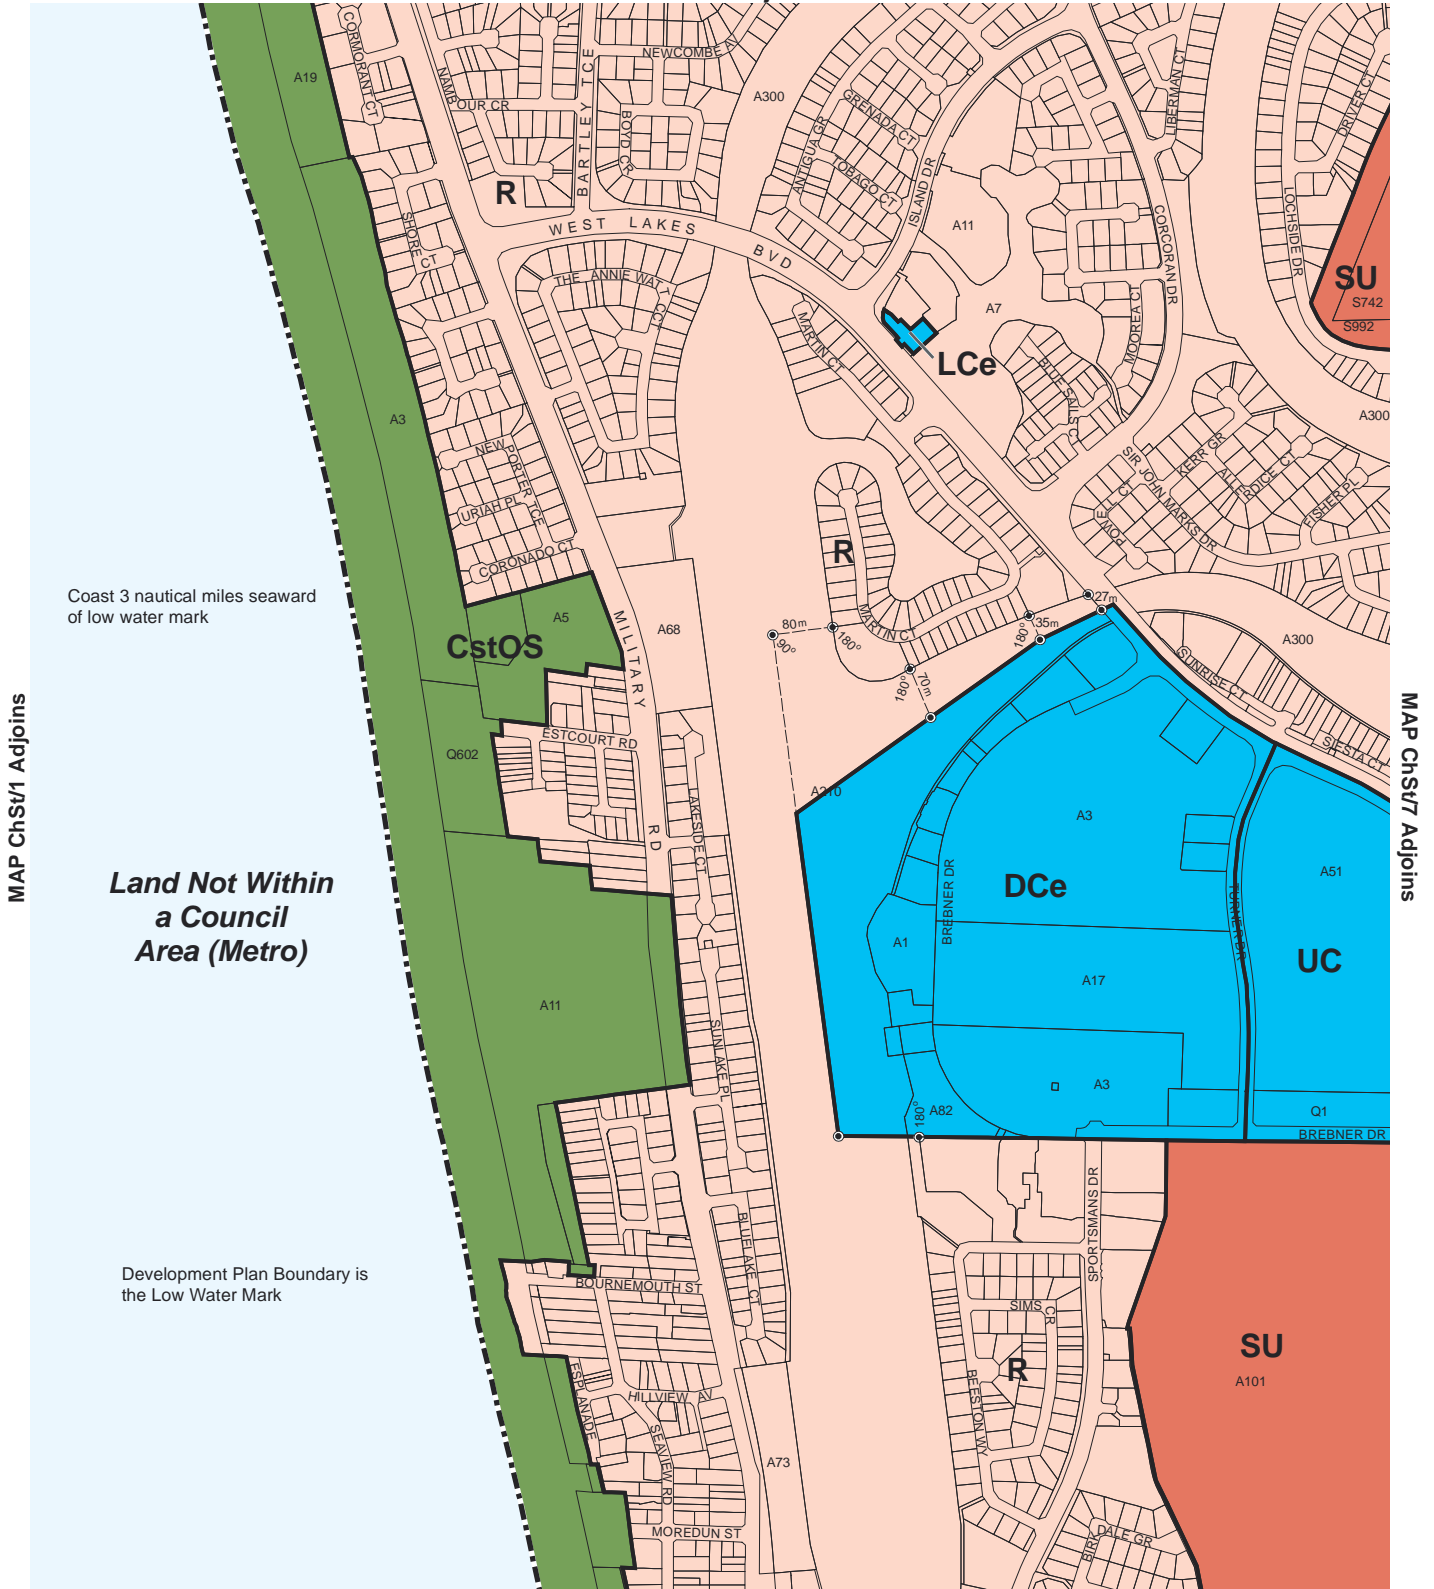 CORMORANT CT
A19
NAMBOUR CR
BARTLEY TCE
NEWCOMBE AV
BOYD CR
A300
GRENADA CT
ANTIGUA GR
TOBAGO CT
ISLAND DR
LIBERMAN CT
DRIVER CT
R
SHORE CT
WEST LAKES BVD
A11
CORCORAN DR
LOCHSIDE DR
SU
S742
S992
THE ANNIE WATT CCT
MARTIN CT
A7
MOOREA CT
LCe
BLUE SAILS C
A3
A300
NEW PORTER TCE
URIAH PL
CORONADO CT
SIR JOHN MARKS DR
KERR GR
ALLERDICE CT
FISHER PL
POWELL CT
R
MARTIN CT
Coast 3 nautical miles seaward
of low water mark
A5
CstOS
MILITARY RD
A68
80m
90°
180°
180°
70m
180°
35m
27m
A300
SUNRISE CT
SIESTA CT
MAP ChSt/1 Adjoins
MAP ChSt/7 Adjoins
Q602
ESTCOURT RD
LAKESIDE CT
A210
A3
DCe
BREBNER DR
TURNER DR
A51
UC
Land Not Within
a Council
Area (Metro)
A1
A17
A11
SUNLAKE PL
A3
A82
180°
Q1
BREBNER DR
Development Plan Boundary is
the Low Water Mark
BOURNEMOUTH ST
BLUELAKE CT
SPORTSMANS DR
SIMS CR
R
BEESTON WY
SU
A101
ESPLANADE
HILLVIEW AV
SEAVIEW RD
A73
MOREDUN ST
BIRKDALE GR